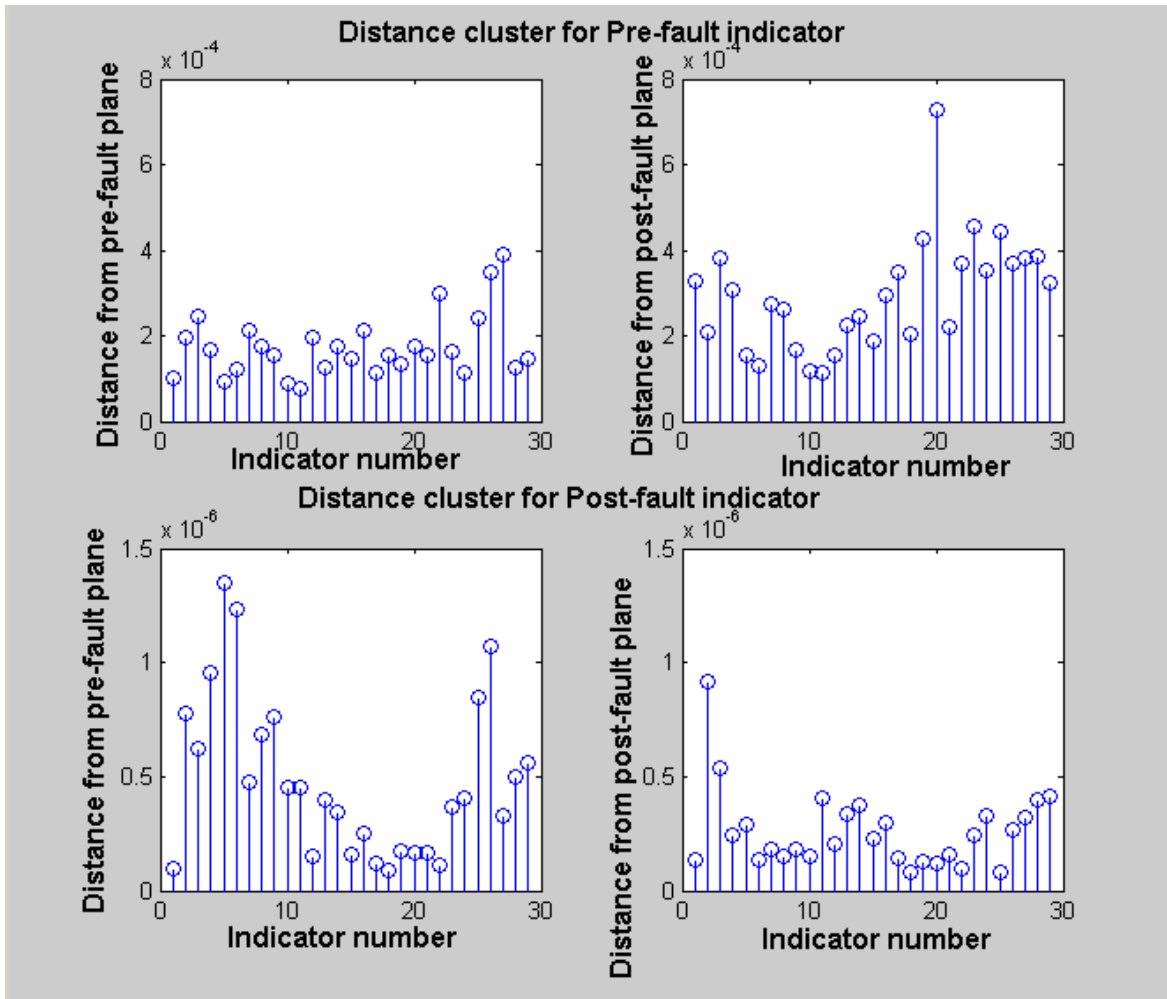 Distance cluster for Pre-fault indicator
x 10^-4
Distance from pre-fault plane
8
6
4
2
0
0 10 20 30
Indicator number
x 10^-4
Distance from post-fault plane
8
6
4
2
0
0 10 20 30
Indicator number
Distance cluster for Post-fault indicator
x 10^-6
Distance from pre-fault plane
1.5
1
0.5
0
0 10 20 30
Indicator number
x 10^-6
Distance from post-fault plane
1.5
1
0.5
0
0 10 20 30
Indicator number